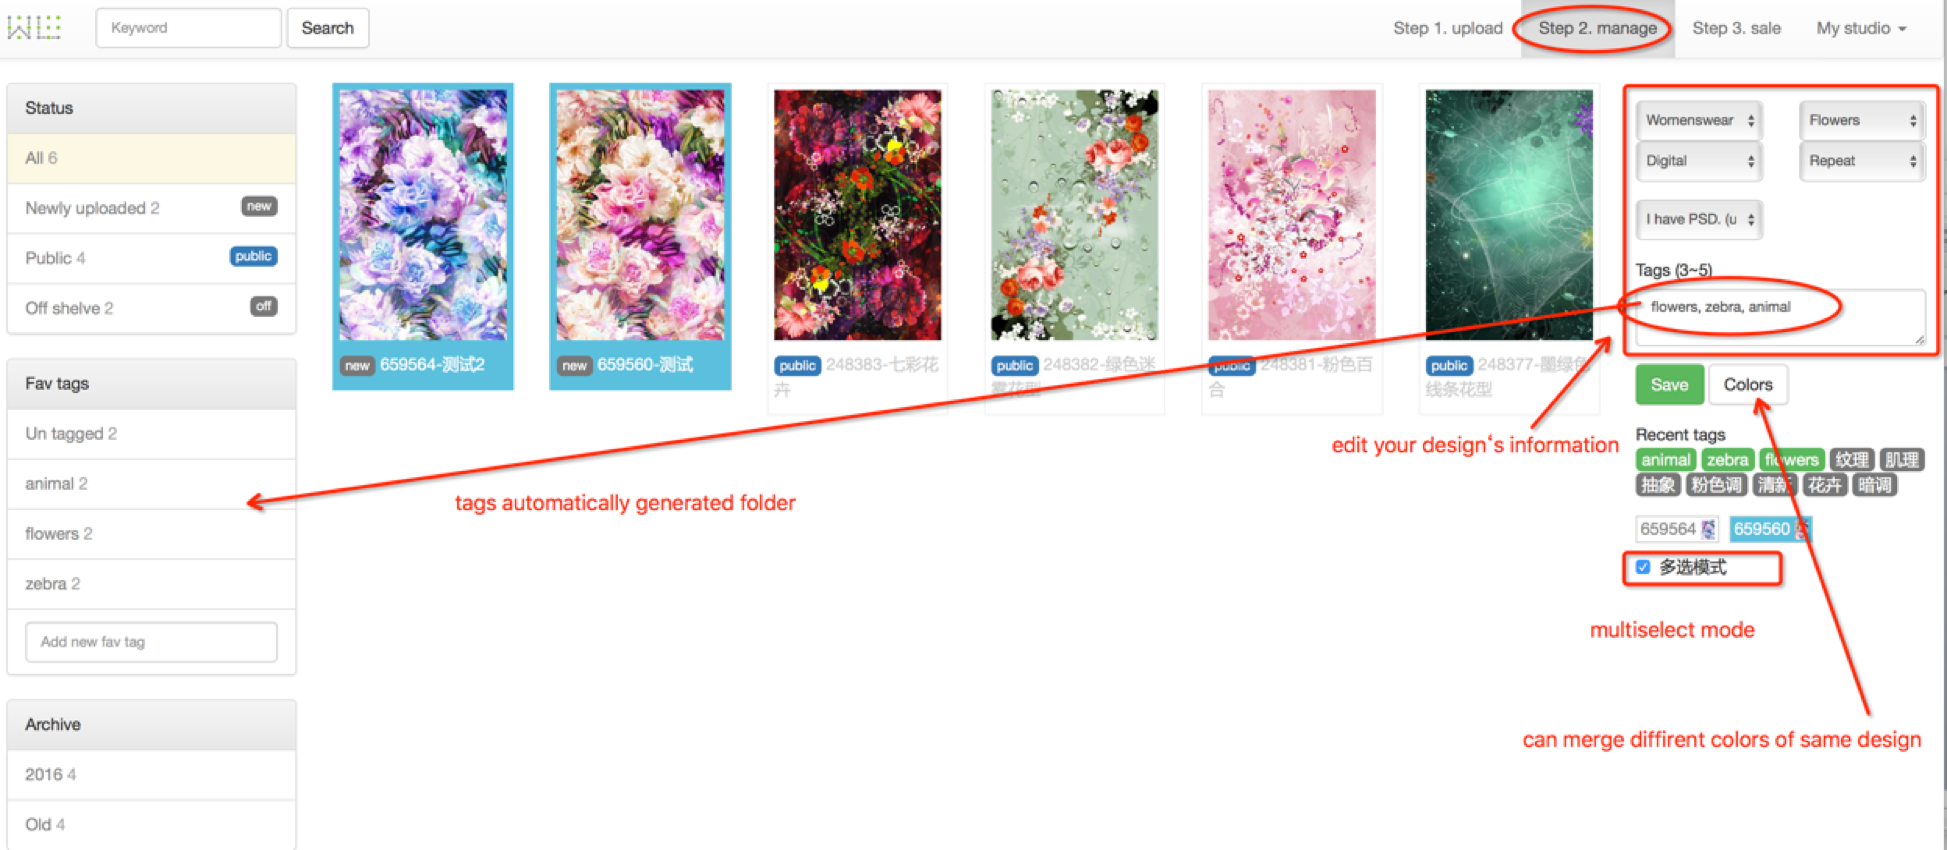 WE
Keyword
Search
Step 1. upload
Step 2. manage
Step 3. sale
My studio
Status
All 6
Newly uploaded 2
new
Public 4
public
Off shelve 2
off
Fav tags
Un tagged 2
animal 2
flowers 2
zebra 2
Add new fav tag
Archive
2016 4
Old 4
new 659564-测试2
new 659560-测试
public 248383-七彩花
卉
public 248382-绿色迷
雾花型
public 248381-粉色百
合
public 248377-墨绿色
线条花型
tags automatically generated folder
Womenswear
Flowers
Digital
Repeat
I have PSD. (u
Tags (3~5)
flowers, zebra, animal
Save
Colors
edit your design‘s information
Recent tags
animal zebra flowers 纹理 肌理
抽象 粉色调 清新 花卉 暗调
659564 659560
多选模式
multiselect mode
can merge diffirent colors of same design